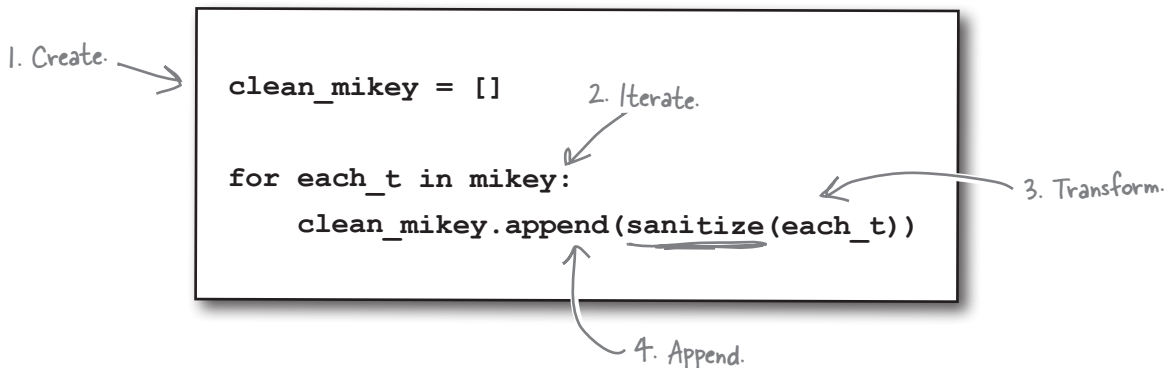 1. Create.
clean_mikey = []
2. Iterate.
for each_t in mikey:
3. Transform.
    clean_mikey.append(sanitize(each_t))
4. Append.